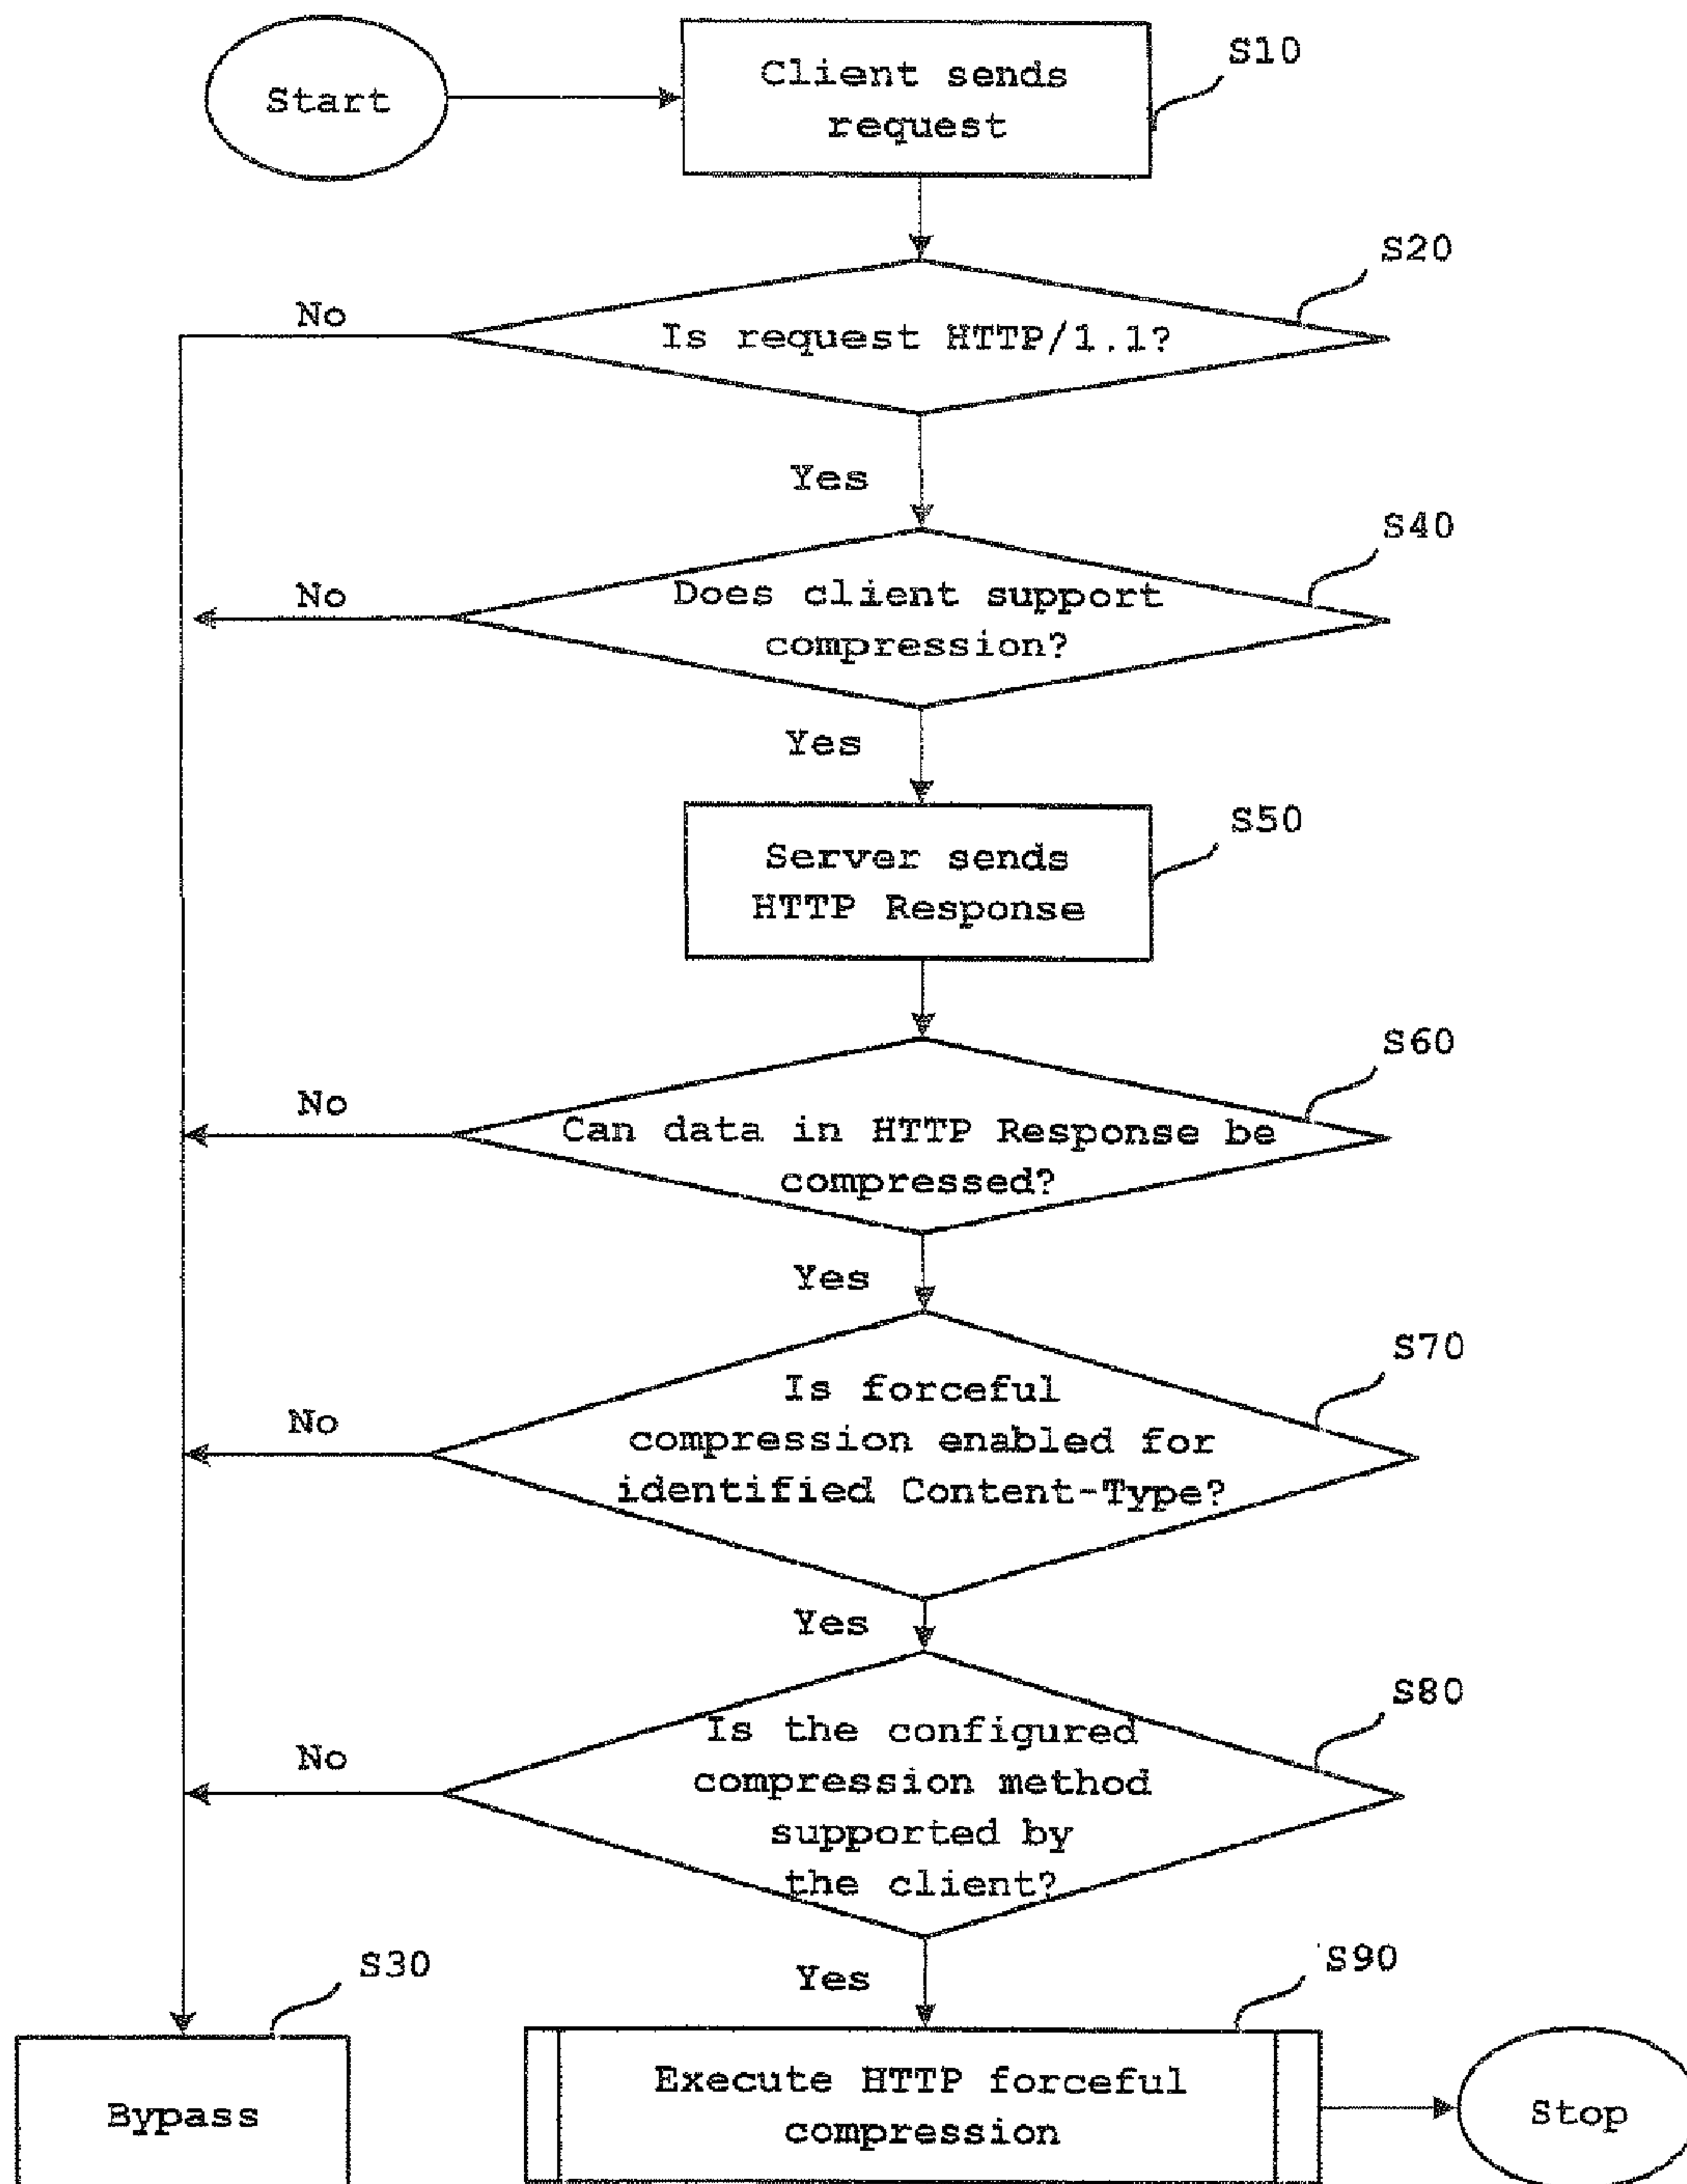 Start
Client sends
request
S10
S20
No
Is request HTTP/1.1?
Yes
S40
No
Does client support
compression?
Yes
S50
Server sends
HTTP Response
S60
No
Can data in HTTP Response be
compressed?
Yes
S70
No
Is forceful
compression enabled for
identified Content-Type?
Yes
S80
No
Is the configured
compression method
supported by
the client?
Yes
S30
S90
Bypass
Execute HTTP forceful
compression
Stop